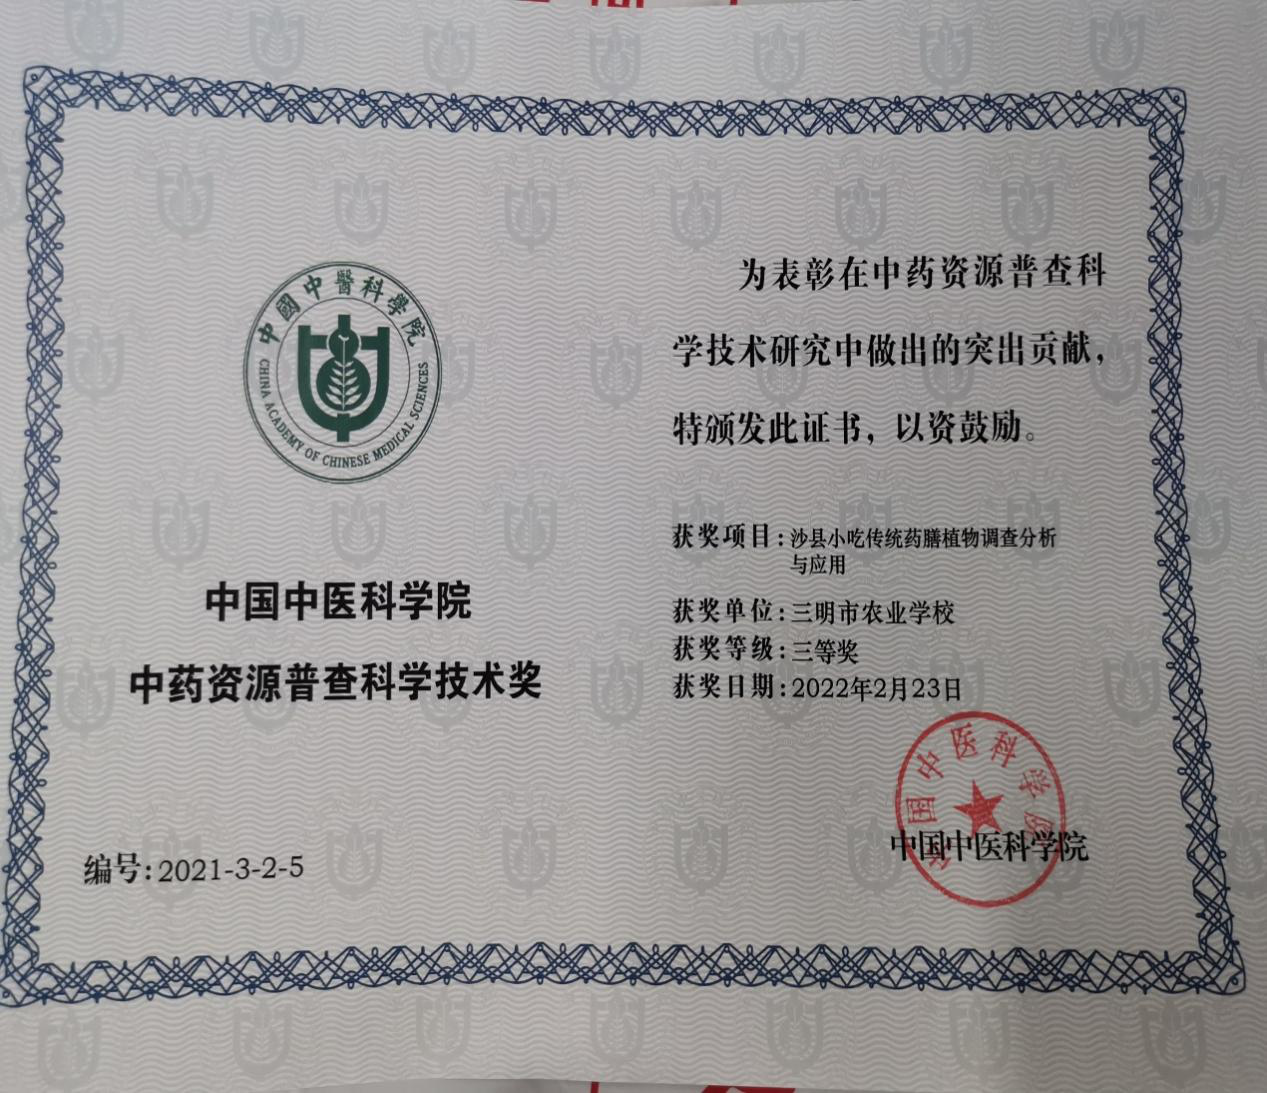 中國中醫科學院
CHINA ACADEMY OF CHINESE MEDICAL SCIENCES
中国中医科学院
中药资源普查科学技术奖
编号:2021-3-2-5
为表彰在中药资源普查科
学技术研究中做出的突出贡献，
特颁发此证书，以资鼓励。
获奖项目:涉县小吃传统药膳植物调查分析
与应用
获奖单位:三明市农业学校
获奖等级:三等奖
获奖日期:2022年2月23日
中国中医科学院
中国中医科学院